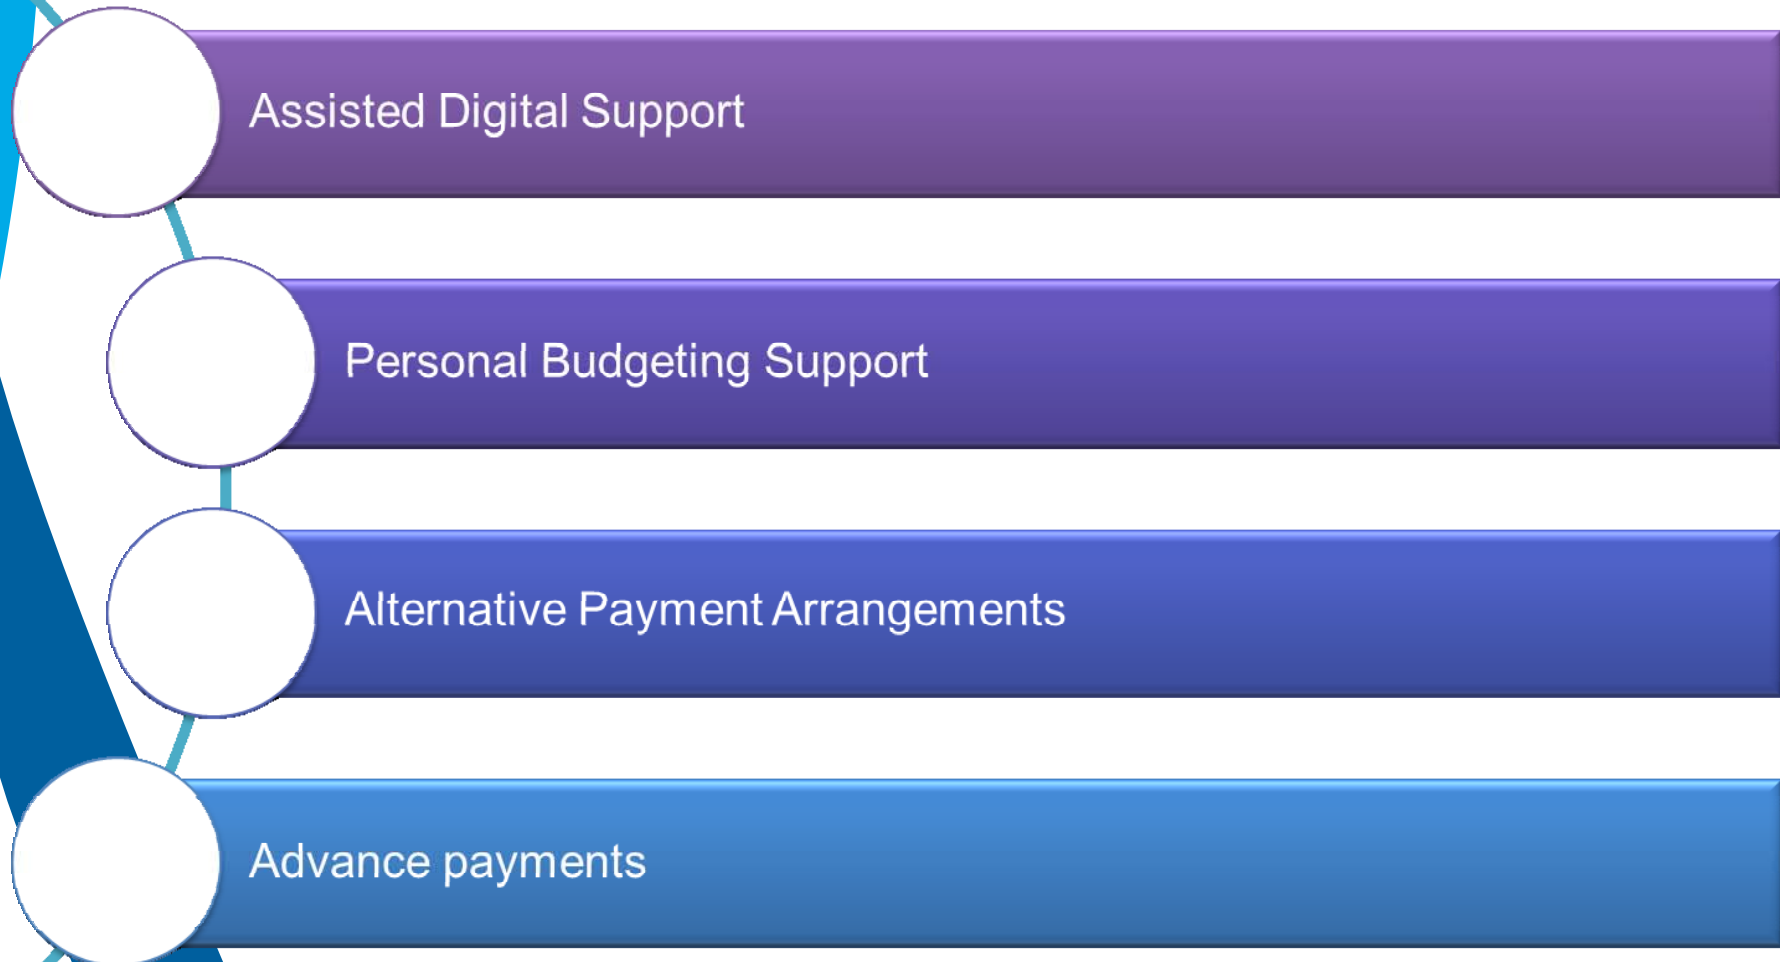 Assisted Digital Support
Personal Budgeting Support
Alternative Payment Arrangements
Advance payments